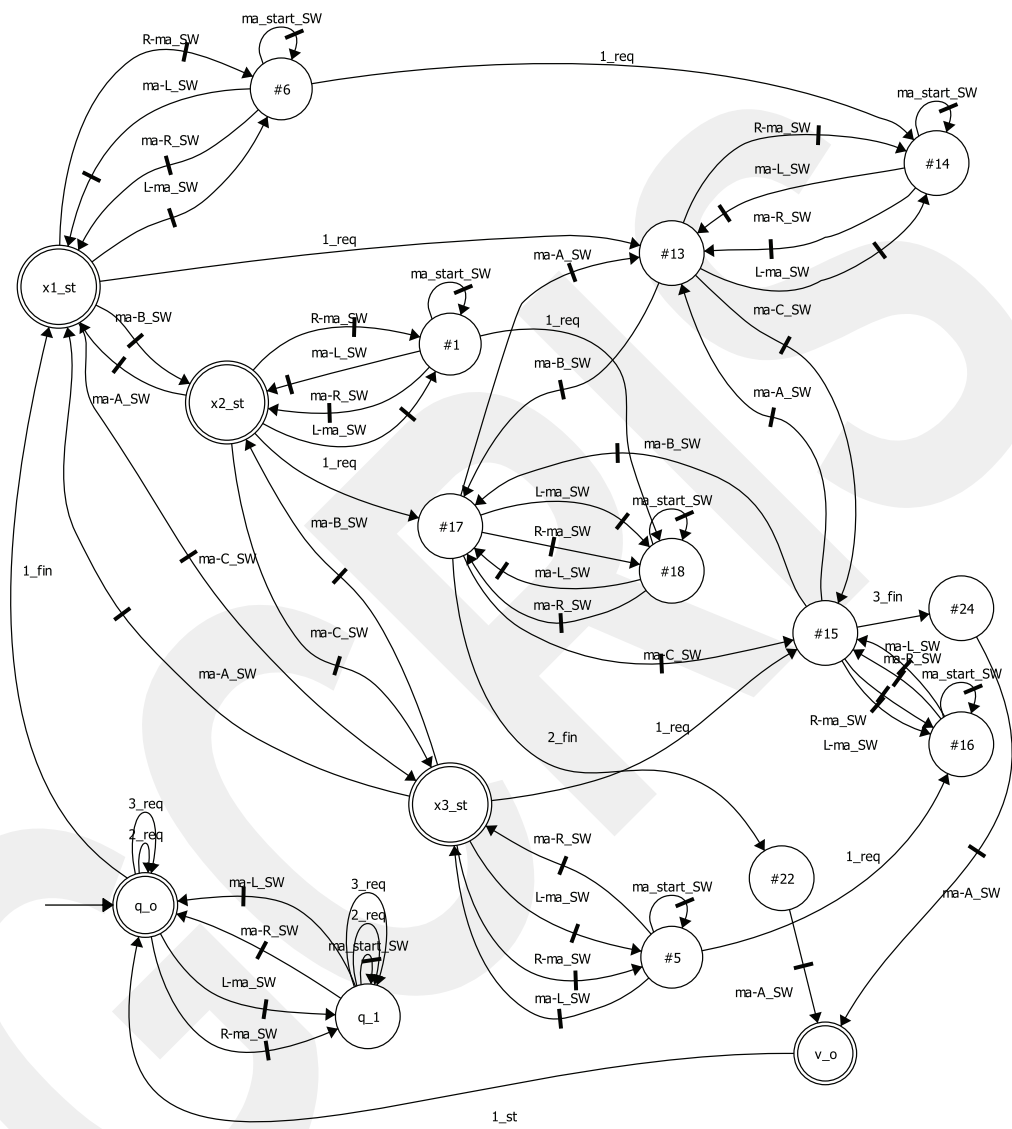 ma_start_SW
R-ma_SW
#6
1_req
ma-L_SW
ma-R_SW
L-ma_SW
ma_start_SW
R-ma_SW
#14
ma-L_SW
ma-R_SW
L-ma_SW
1_req
#13
ma-A_SW
x1_st
ma_start_SW
ma-B_SW
R-ma_SW
1_req
ma-C_SW
#1
ma-L_SW
ma-B_SW
ma-A_SW
x2_st
ma-R_SW
ma-A_SW
L-ma_SW
1_req
ma-B_SW
L-ma_SW
ma_start_SW
ma-B_SW
#17
R-ma_SW
ma-C_SW
1_fin
ma-L_SW
#18
ma-R_SW
3_fin
#24
ma-C_SW
#15
ma-L_SW
ma-C_SW
ma-R_SW
ma-A_SW
ma_start_SW
R-ma_SW
1_req
2_fin
L-ma_SW
#16
x3_st
3_req
2_req
ma-R_SW
1_req
ma-L_SW
3_req
ma_start_SW
#22
L-ma_SW
ma-A_SW
q_o
2_req
ma-R_SW
ma_start_SW
#5
R-ma_SW
L-ma_SW
ma-A_SW
ma-L_SW
q_1
R-ma_SW
v_o
1_st
GCRIS